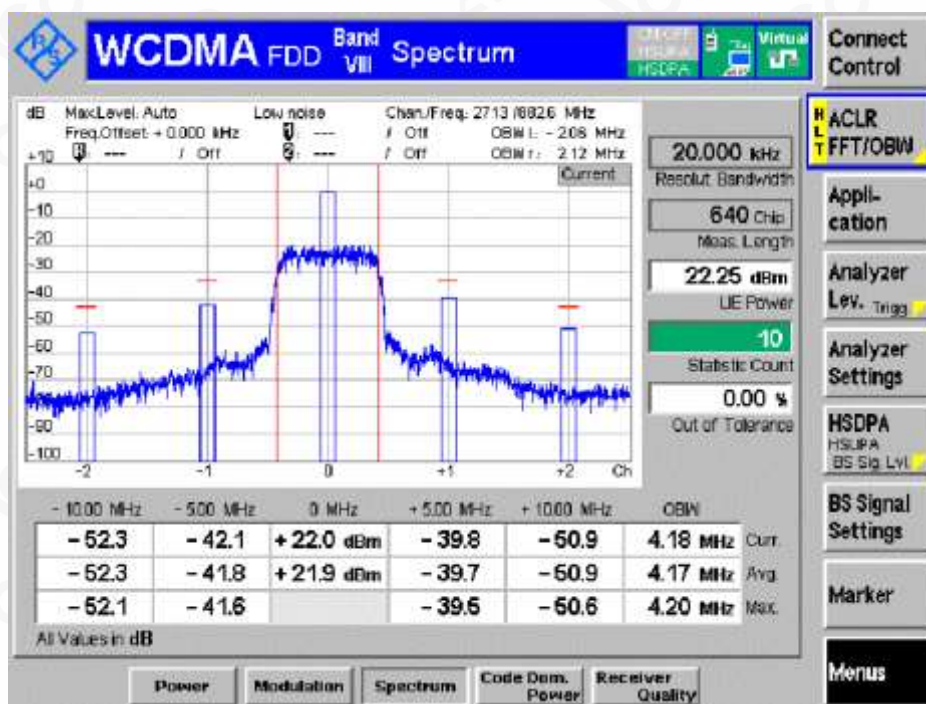 WCDMA FDD Band VIII Spectrum
Virtual
HSDPA
Connect Control
dB Max.Level: Auto Low noise Chan./Freq.: 2713 /882.6 MHz
Freq.Offset: + 0.000 kHz --- / Off OBW l: - 2.06 MHz
--- / Off --- / Off OBW r: 2.12 MHz
Current
+10
+0
-10
-20
-30
-40
-50
-60
-70
-90
-100
-2 -1 0 +1 +2 Ch
20.000 kHz
Resolut. Bandwidth
640 Chip
Meas. Length
22.25 dBm
UE Power
10
Statistic Count
0.00 %
Out of Tolerance
- 10.00 MHz - 5.00 MHz 0 MHz + 5.00 MHz + 10.00 MHz OBW
- 52.3 - 42.1 + 22.0 dBm - 39.8 - 50.9 4.18 MHz Curr.
- 52.3 - 41.8 + 21.9 dBm - 39.7 - 50.9 4.17 MHz Avg.
- 52.1 - 41.6 - 39.5 - 50.6 4.20 MHz Max.
All Values in dB
H L T
ACLR
FFT/OBW
Appli-
cation
Analyzer
Lev. Trigg
Analyzer
Settings
HSDPA
HSUPA
BS Sig. Lvl.
BS Signal
Settings
Marker
Menus
Power
Modulation
Spectrum
Code Dom.
Power
Receiver
Quality